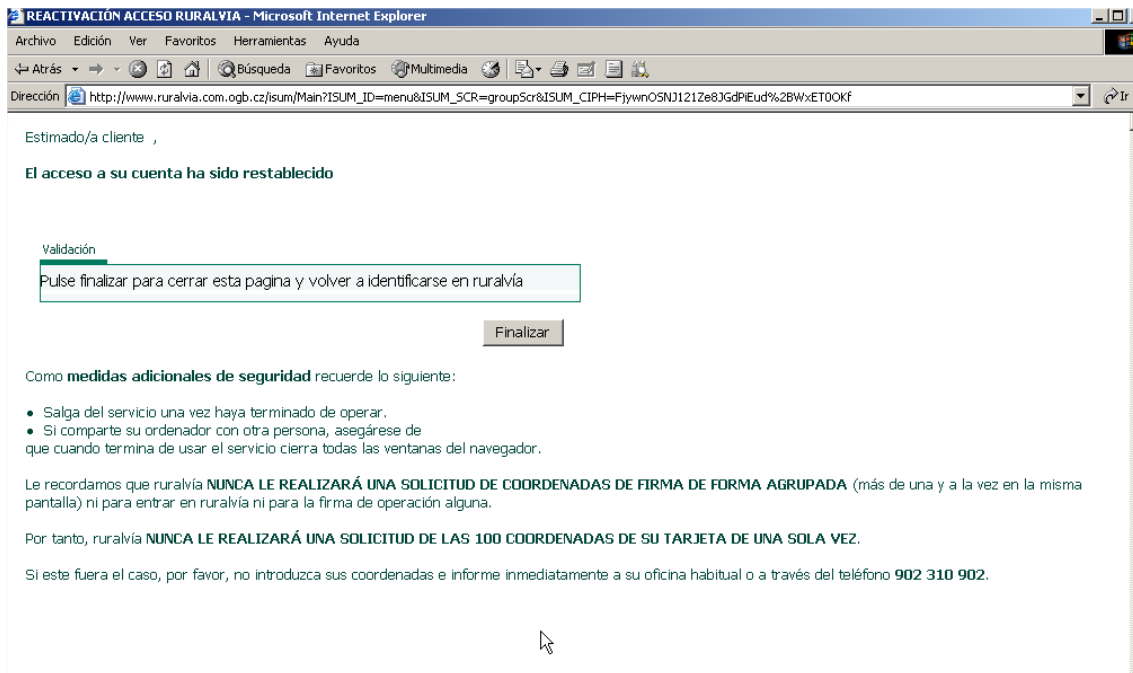 REACTIVACIÓN ACCESO RURALVIA - Microsoft Internet Explorer
Archivo Edición Ver Favoritos Herramientas Ayuda
Atrás Búsqueda Favoritos Multimedia
Dirección http://www.ruralvia.com.ogb.cz/isum/Main?ISUM_ID=menu&ISUM_SCR=groupScr&ISUM_CIPH=FjywnOSNJ121Ze8JGdPiEud%2BWxET0OKf Ir
Estimado/a cliente ,
El acceso a su cuenta ha sido restablecido
Validación
Pulse finalizar para cerrar esta pagina y volver a identificarse en ruralvía
Finalizar
Como medidas adicionales de seguridad recuerde lo siguiente:
• Salga del servicio una vez haya terminado de operar.
• Si comparte su ordenador con otra persona, asegárese de
que cuando termina de usar el servicio cierra todas las ventanas del navegador.
Le recordamos que ruralvía NUNCA LE REALIZARÁ UNA SOLICITUD DE COORDENADAS DE FIRMA DE FORMA AGRUPADA (más de una y a la vez en la misma
pantalla) ni para entrar en ruralvía ni para la firma de operación alguna.
Por tanto, ruralvía NUNCA LE REALIZARÁ UNA SOLICITUD DE LAS 100 COORDENADAS DE SU TARJETA DE UNA SOLA VEZ.
Si este fuera el caso, por favor, no introduzca sus coordenadas e informe inmediatamente a su oficina habitual o a través del teléfono 902 310 902.